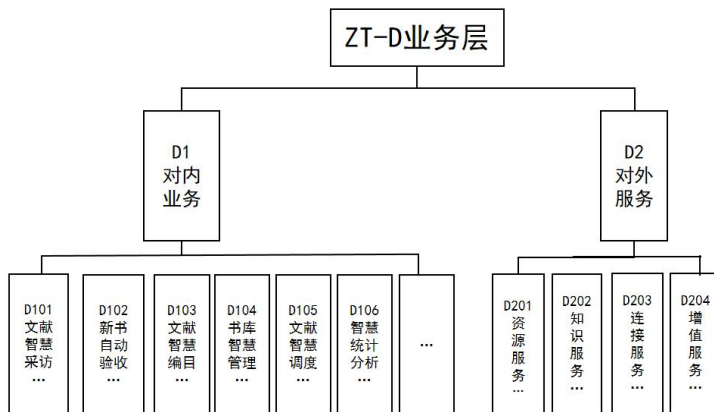 ZT-D业务层
D1
对内
业务
D2
对外
服务
D101
文献
智慧
采访
…
D102
新书
自动
验收
…
D103
文献
智慧
编目
…
D104
书库
智慧
管理
…
D105
文献
智慧
调度
…
D106
智慧
统计
分析
…
…
D201
资
源
服
务
…
D202
知
识
服
务
…
D203
连
接
服
务
…
D204
增
值
服
务
…